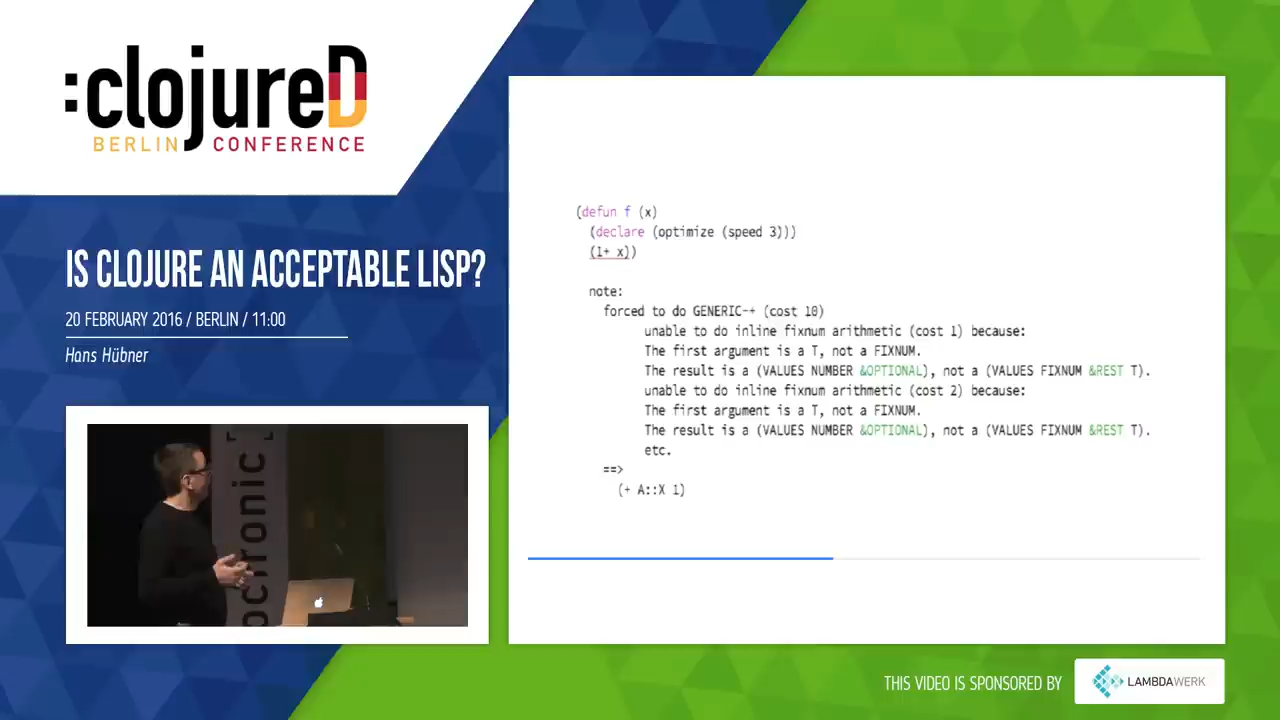 :clojureD
BERLIN CONFERENCE
IS CLOJURE AN ACCEPTABLE LISP?
20 FEBRUARY 2016 / BERLIN / 11:00
Hans Hübner
ochronic
(defun f (x)
(declare (optimize (speed 3)))
(1+ x))
note:
forced to do GENERIC-+ (cost 10)
unable to do inline fixnum arithmetic (cost 1) because:
The first argument is a T, not a FIXNUM.
The result is a (VALUES NUMBER &OPTIONAL), not a (VALUES FIXNUM &REST T).
unable to do inline fixnum arithmetic (cost 2) because:
The first argument is a T, not a FIXNUM.
The result is a (VALUES NUMBER &OPTIONAL), not a (VALUES FIXNUM &REST T).
etc.
==>
(+ A::X 1)
THIS VIDEO IS SPONSORED BY
LAMBDAWERK